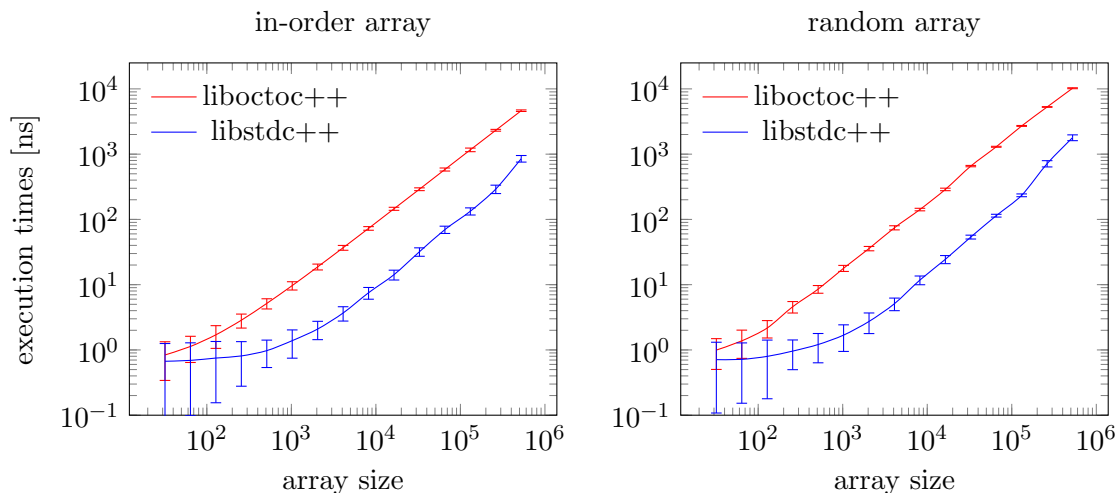 in-order array
execution times [ns]
10^4
10^3
10^2
10^1
10^0
10^−1
liboctoc++
libstdc++
10^2 10^3 10^4 10^5 10^6
array size
random array
10^4
10^3
10^2
10^1
10^0
10^−1
liboctoc++
libstdc++
10^2 10^3 10^4 10^5 10^6
array size